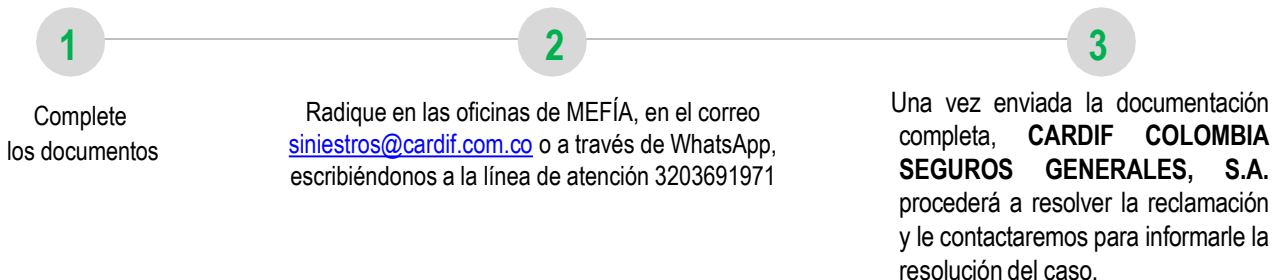 1
Complete
los documentos
2
Radique en las oficinas de MEFÍA, en el correo
siniestros@cardif.com.co o a través de WhatsApp,
escribiéndonos a la línea de atención 3203691971
3
Una vez enviada la documentación
completa, CARDIF COLOMBIA
SEGUROS GENERALES, S.A.
procederá a resolver la reclamación
y le contactaremos para informarle la
resolución del caso.